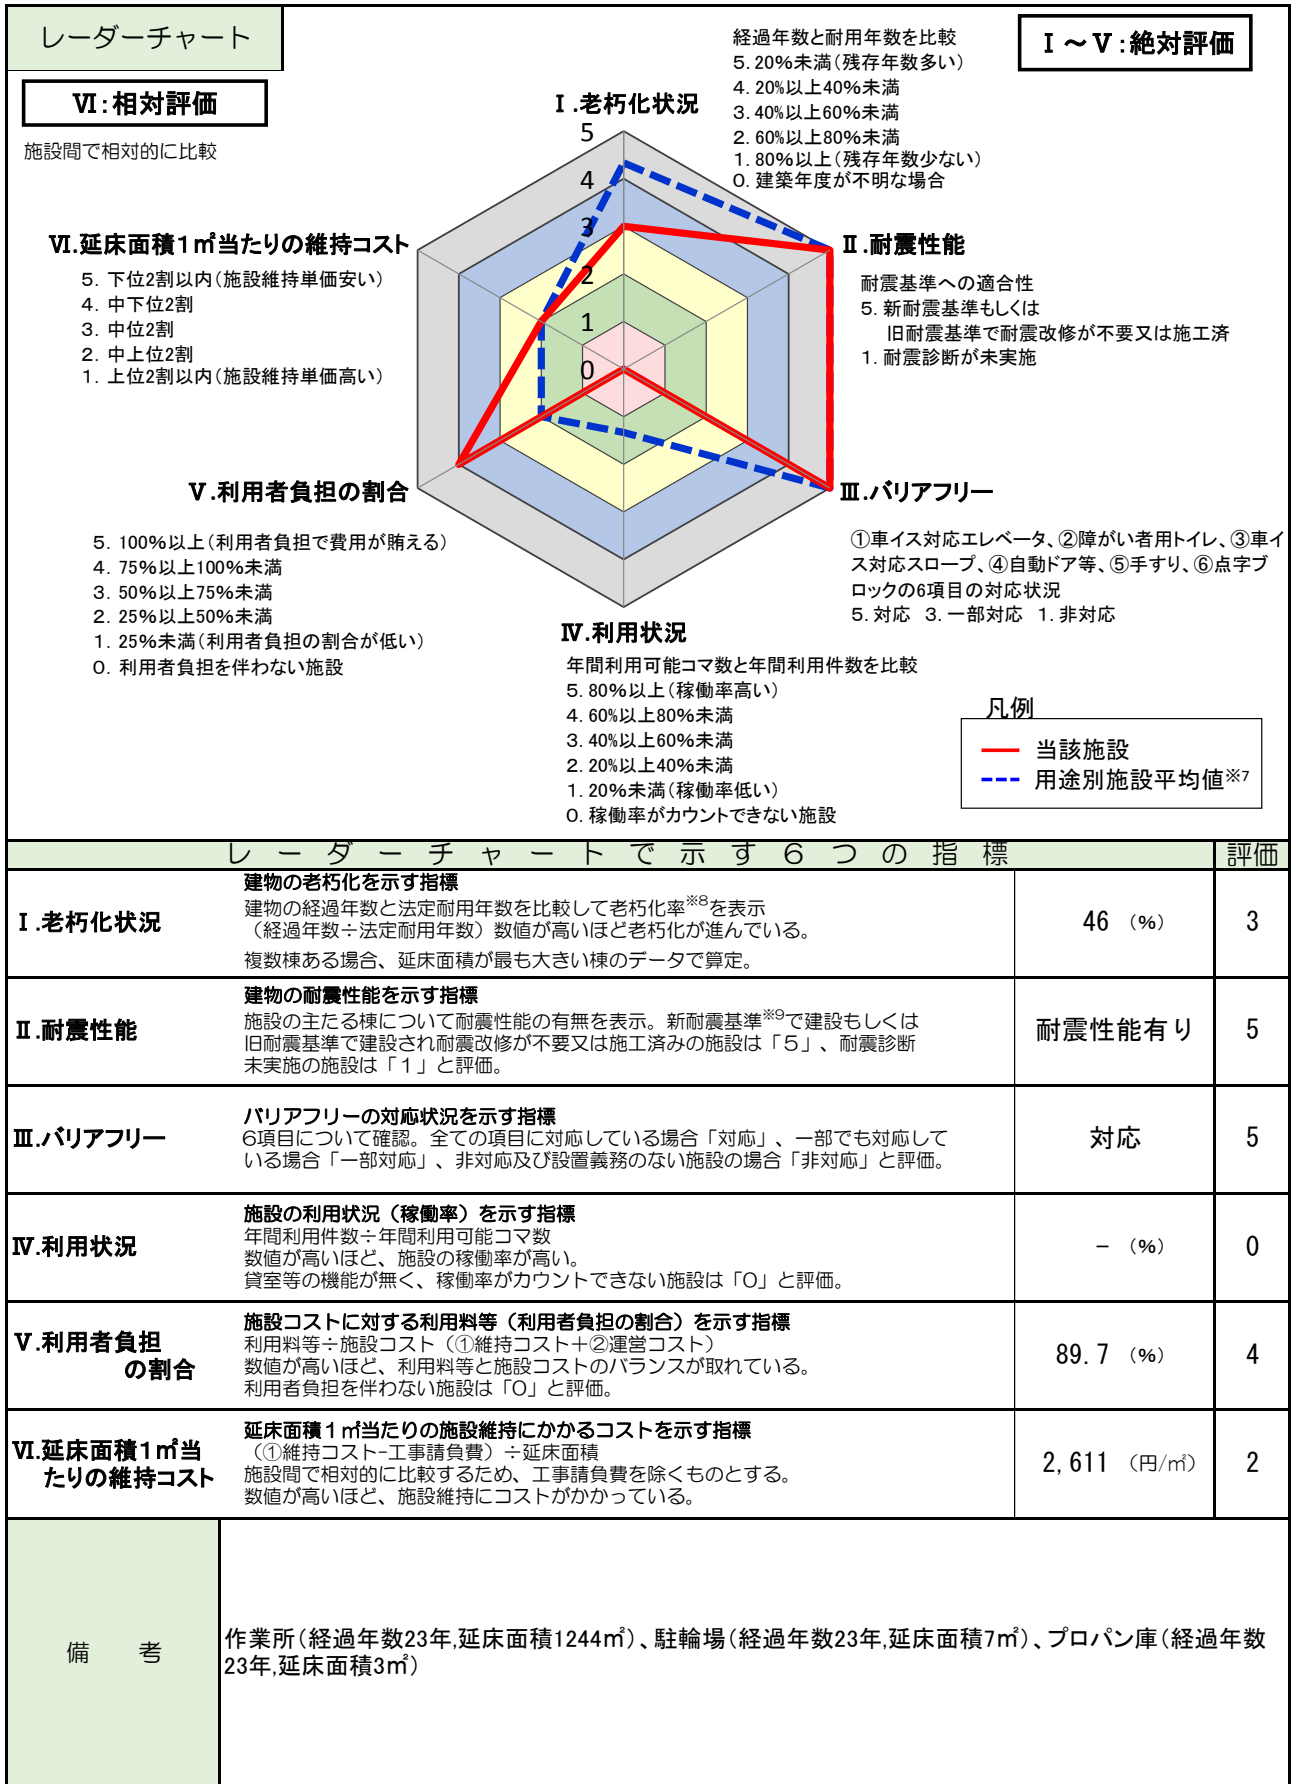 レーダーチャート
Ⅵ:相対評価
施設間で相対的に比較
Ⅰ～Ⅴ:絶対評価
経過年数と耐用年数を比較
5.20%未満(残存年数多い)
4.20%以上40%未満
3.40%以上60%未満
2.60%以上80%未満
1.80%以上(残存年数少ない)
0.建築年度が不明な場合
Ⅰ.老朽化状況
5
4
3
2
1
0
Ⅱ.耐震性能
耐震基準への適合性
5.新耐震基準もしくは
旧耐震基準で耐震改修が不要又は施工済
1.耐震診断が未実施
Ⅲ.バリアフリー
①車イス対応エレベータ、②障がい者用トイレ、③車イ
ス対応スロープ、④自動ドア等、⑤手すり、⑥点字ブ
ロックの6項目の対応状況
5.対応 3.一部対応 1.非対応
Ⅳ.利用状況
年間利用可能コマ数と年間利用件数を比較
5.80%以上(稼働率高い)
4.60%以上80%未満
3.40%以上60%未満
2.20%以上40%未満
1.20%未満(稼働率低い)
0.稼働率がカウントできない施設
Ⅴ.利用者負担の割合
5.100%以上(利用者負担で費用が賄える)
4.75%以上100%未満
3.50%以上75%未満
2.25%以上50%未満
1.25%未満(利用者負担の割合が低い)
0.利用者負担を伴わない施設
Ⅵ.延床面積1㎡当たりの維持コスト
5.下位2割以内(施設維持単価安い)
4.中下位2割
3.中位2割
2.中上位2割
1.上位2割以内(施設維持単価高い)
凡例
当該施設
用途別施設平均値※7
レーダーチャートで示す6つの指標 評価
Ⅰ.老朽化状況
建物の老朽化を示す指標
建物の経過年数と法定耐用年数を比較して老朽化率※8を表示
(経過年数÷法定耐用年数)数値が高いほど老朽化が進んでいる。
複数棟ある場合、延床面積が最も大きい棟のデータで算定。
46 (%) 3
Ⅱ.耐震性能
建物の耐震性能を示す指標
施設の主たる棟について耐震性能の有無を表示。新耐震基準※9で建設もしくは
旧耐震基準で建設され耐震改修が不要又は施工済みの施設は「5」、耐震診断
未実施の施設は「1」と評価。
耐震性能有り 5
Ⅲ.バリアフリー
バリアフリーの対応状況を示す指標
6項目について確認。全ての項目に対応している場合「対応」、一部でも対応して
いる場合「一部対応」、非対応及び設置義務のない施設の場合「非対応」と評価。
対応 5
Ⅳ.利用状況
施設の利用状況(稼働率)を示す指標
年間利用件数÷年間利用可能コマ数
数値が高いほど、施設の稼働率が高い。
貸室等の機能が無く、稼働率がカウントできない施設は「0」と評価。
－ (%) 0
Ⅴ.利用者負担
の割合
施設コストに対する利用料等(利用者負担の割合)を示す指標
利用料等÷施設コスト(①維持コスト+②運営コスト)
数値が高いほど、利用料等と施設コストのバランスが取れている。
利用者負担を伴わない施設は「0」と評価。
89.7 (%) 4
Ⅵ.延床面積1㎡当
たりの維持コスト
延床面積1㎡当たりの施設維持にかかるコストを示す指標
(①維持コスト-工事請負費)÷延床面積
施設間で相対的に比較するため、工事請負費を除くものとする。
数値が高いほど、施設維持にコストがかかっている。
2,611 (円/㎡) 2
備考
作業所(経過年数23年,延床面積1244㎡)、駐輪場(経過年数23年,延床面積7㎡)、プロパン庫(経過年数
23年,延床面積3㎡)